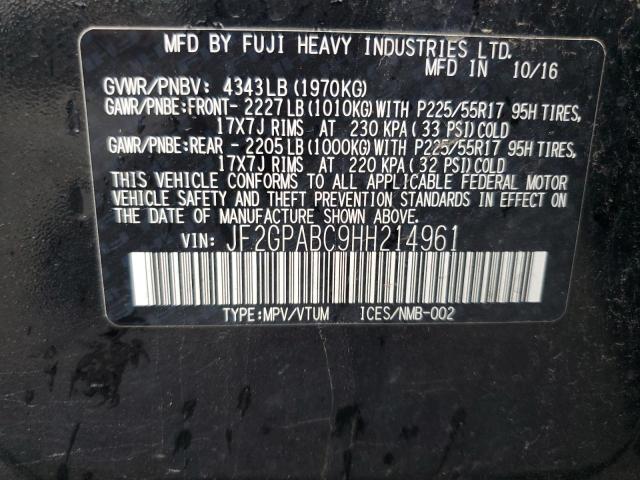 MFD BY FUJI HEAVY INDUSTRIES LTD.
MFD IN 10/16
GVWR/PNBV: 4343LB (1970KG)
GAWR/PNBE:FRONT- 2227LB(1010KG)WITH P225/55R17 95H TIRES,
17X7J RIMS AT 230 KPA (33 PSI)COLD
GAWR/PNBE:REAR - 2205LB(1000KG)WITH P225/55R17 95H TIRES,
17X7J RIMS AT 220 KPA (32 PSI)COLD
THIS VEHICLE CONFORMS TO ALL APPLICABLE FEDERAL MOTOR
VEHICLE SAFETY AND THEFT PREVENTION STANDARDS IN EFFECT
ON THE DATE OF MANUFACTURE SHOWN ABOVE.
VIN: JF2GPABC9HH214961
TYPE:MPV/VTUM ICES/NMB-002